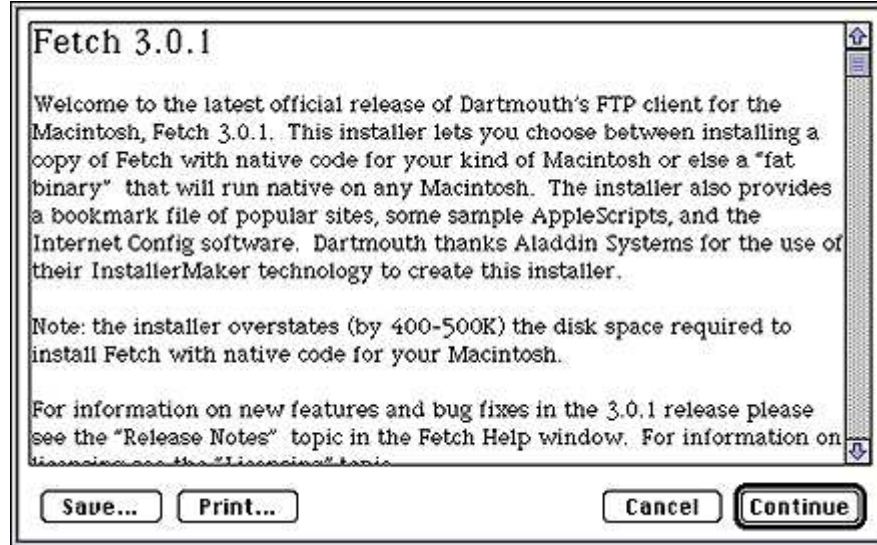 Fetch 3.0.1
Welcome to the latest official release of Dartmouth's FTP client for the
Macintosh, Fetch 3.0.1.  This installer lets you choose between installing a
copy of Fetch with native code for your kind of Macintosh or else a "fat
binary"  that will run native on any Macintosh.  The installer also provides
a bookmark file of popular sites, some sample AppleScripts, and the
Internet Config software.  Dartmouth thanks Aladdin Systems for the use of
their InstallerMaker technology to create this installer.
Note: the installer overstates (by 400-500K) the disk space required to
install Fetch with native code for your Macintosh.
For information on new features and bug fixes in the 3.0.1 release please
see the "Release Notes"  topic in the Fetch Help window.  For information on
licensing see the "Licensing" topic
Save... Print... Cancel Continue